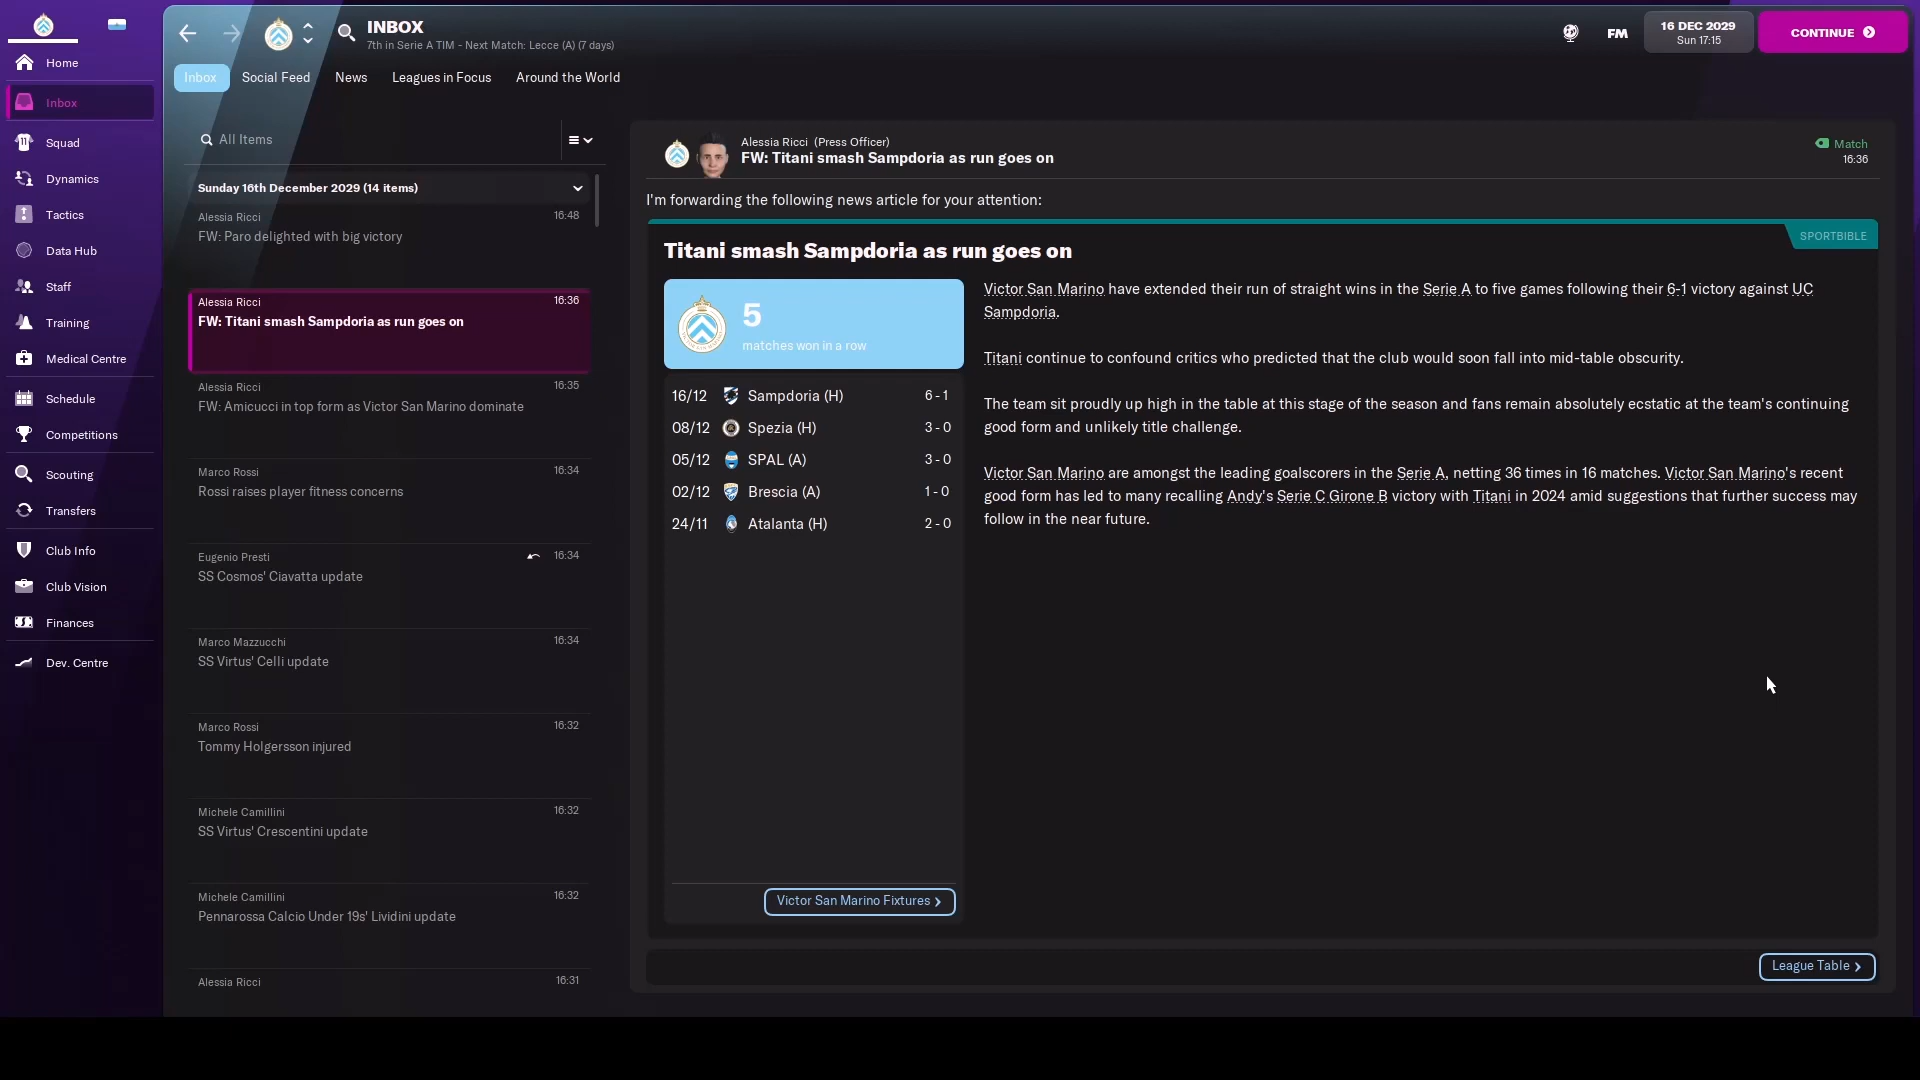 INBOX
7th in Serie A TIM - Next Match: Lecce (A) (7 days)
FM
16 DEC 2029
Sun 17:15
CONTINUE
Home
Inbox
Squad
Dynamics
Tactics
Data Hub
Staff
Training
Medical Centre
Schedule
Competitions
Scouting
Transfers
Club Info
Club Vision
Finances
Dev. Centre
Inbox
Social Feed
News
Leagues in Focus
Around the World
All Items
Sunday 16th December 2029 (14 items)
Alessia Ricci 16:48
FW: Paro delighted with big victory
Alessia Ricci 16:36
FW: Titani smash Sampdoria as run goes on
Alessia Ricci 16:35
FW: Amicucci in top form as Victor San Marino dominate
Marco Rossi 16:34
Rossi raises player fitness concerns
Eugenio Presti 16:34
SS Cosmos' Ciavatta update
Marco Mazzucchi 16:34
SS Virtus' Celli update
Marco Rossi 16:32
Tommy Holgersson injured
Michele Camillini 16:32
SS Virtus' Crescentini update
Michele Camillini 16:32
Pennarossa Calcio Under 19s' Lividini update
Alessia Ricci 16:31
Alessia Ricci (Press Officer)
FW: Titani smash Sampdoria as run goes on
Match
16:36
I'm forwarding the following news article for your attention:
SPORTBIBLE
Titani smash Sampdoria as run goes on
5
matches won in a row
16/12 Sampdoria (H) 6 - 1
08/12 Spezia (H) 3 - 0
05/12 SPAL (A) 3 - 0
02/12 Brescia (A) 1 - 0
24/11 Atalanta (H) 2 - 0
Victor San Marino Fixtures
Victor San Marino have extended their run of straight wins in the Serie A to five games following their 6-1 victory against UC
Sampdoria.
Titani continue to confound critics who predicted that the club would soon fall into mid-table obscurity.
The team sit proudly up high in the table at this stage of the season and fans remain absolutely ecstatic at the team's continuing
good form and unlikely title challenge.
Victor San Marino are amongst the leading goalscorers in the Serie A, netting 36 times in 16 matches. Victor San Marino's recent
good form has led to many recalling Andy's Serie C Girone B victory with Titani in 2024 amid suggestions that further success may
follow in the near future.
League Table